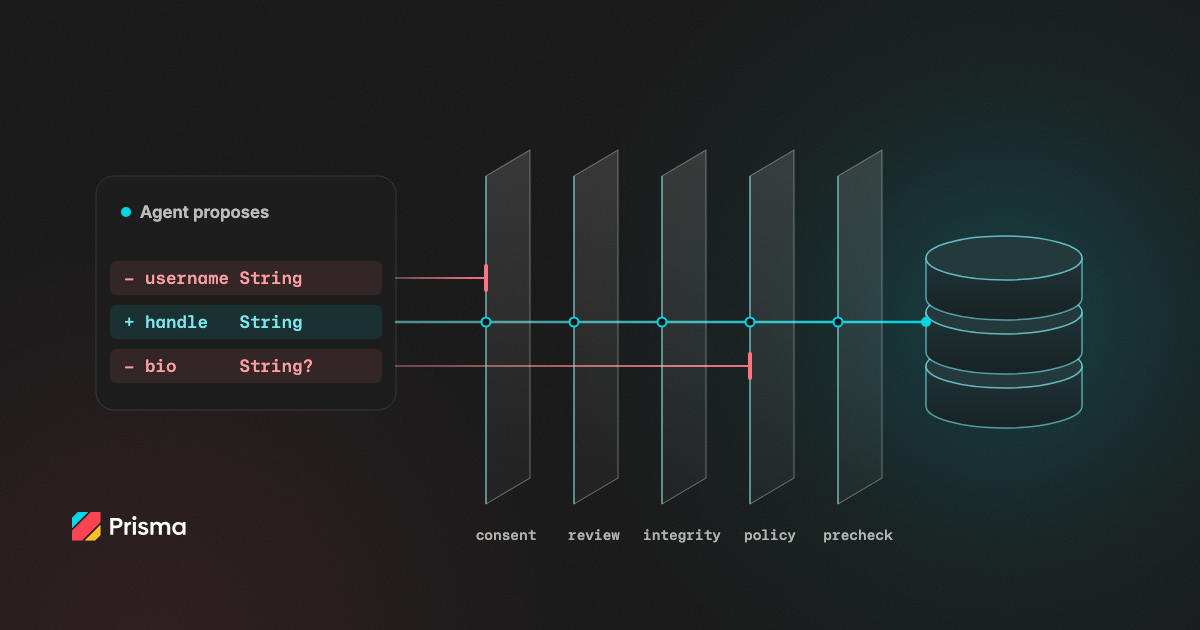 Agent proposes
– username String
+ handle String
– bio String?
consent review integrity policy precheck
Prisma